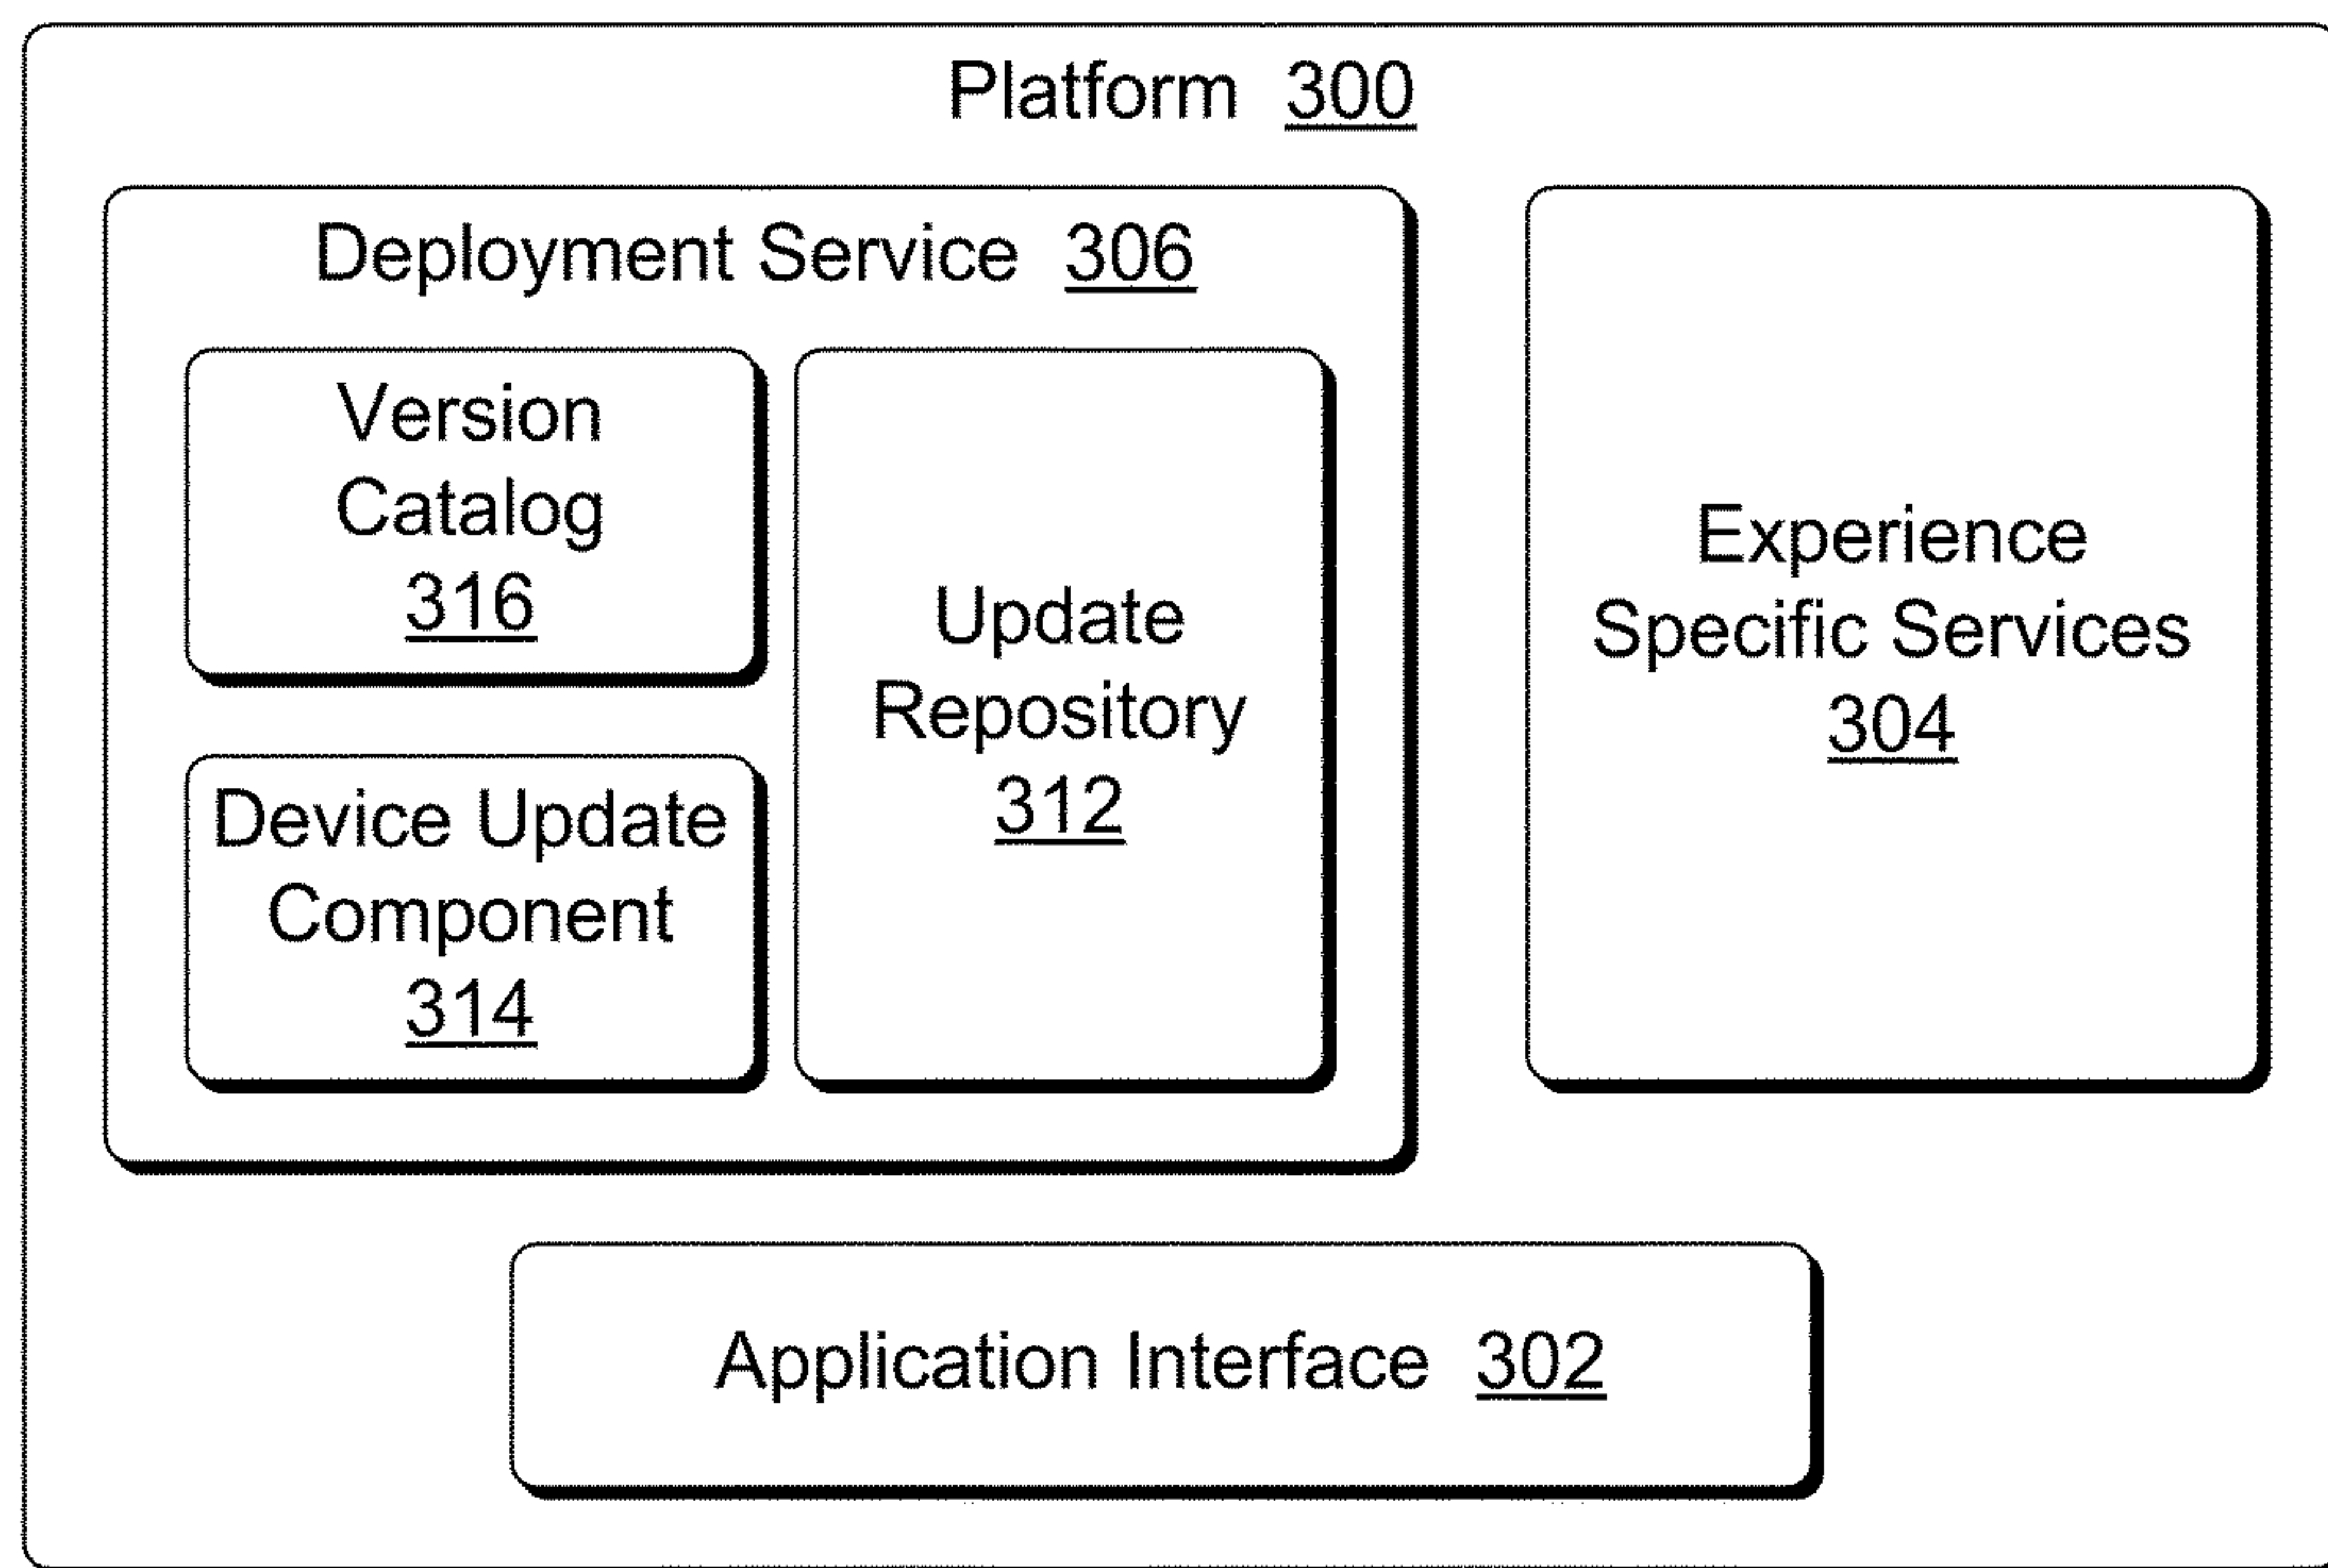 Platform 300
Deployment Service 306
Version
Catalog
316
Device Update
Component
314
Update
Repository
312
Experience
Specific Services
304
Application Interface 302